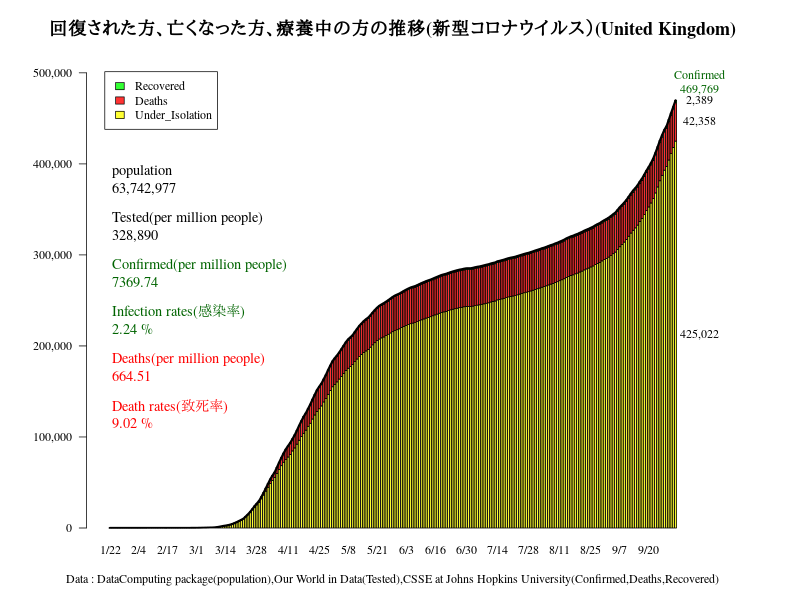 回復された方、亡くなった方、療養中の方の推移(新型コロナウイルス)(United Kingdom)
Confirmed
469,769
2,389
42,358
425,022
500,000
400,000
300,000
200,000
100,000
0
Recovered
Deaths
Under_Isolation
population
63,742,977
Tested(per million people)
328,890
Confirmed(per million people)
7369.74
Infection rates(感染率)
2.24 %
Deaths(per million people)
664.51
Death rates(致死率)
9.02 %
1/22 2/4 2/17 3/1 3/14 3/28 4/11 4/25 5/8 5/21 6/3 6/16 6/30 7/14 7/28 8/11 8/25 9/7 9/20
Data : DataComputing package(population),Our World in Data(Tested),CSSE at Johns Hopkins University(Confirmed,Deaths,Recovered)